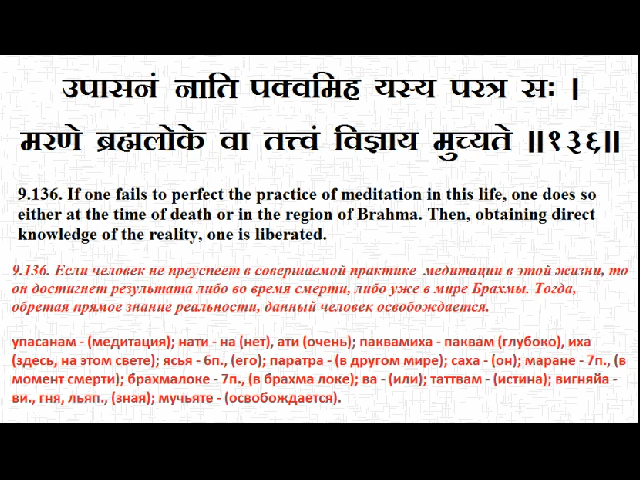 उपासनं नाति पक्वमिह यस्य परत्र सः |
मरणे ब्रह्मलोके वा तत्त्वं विज्ञाय मुच्यते ॥१३६॥
9.136. If one fails to perfect the practice of meditation in this life, one does so
either at the time of death or in the region of Brahma. Then, obtaining direct
knowledge of the reality, one is liberated.
9.136. Если человек не преуспеет в совершаемой практике медитации в этой жизни, то
он достигнет результата либо во время смерти, либо уже в мире Брахмы. Тогда,
обретая прямое знание реальности, данный человек освобождается.
упасанам - (медитация); нати - на (нет), ати (очень); паквамиха - паквам (глубоко), иха
(здесь, на этом свете); ясья - 6п., (его); паратра - (в другом мире); саха - (он); маране - 7п., (в
момент смерти); брахмалоке - 7п., (в брахма локе); ва - (или); таттвам - (истина); вигняйа -
ви., гня, льяп., (зная); мучьяте - (освобождается).